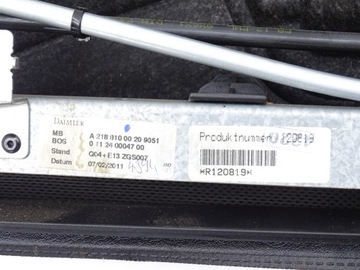 DAIMLER
MB A 218 810 00 20 9051
BOS 0 11 24 00047 00
Stand Q04+E13 ZGS007
Datum 07/02/2011
Produktnummer: 120819
*R120819*